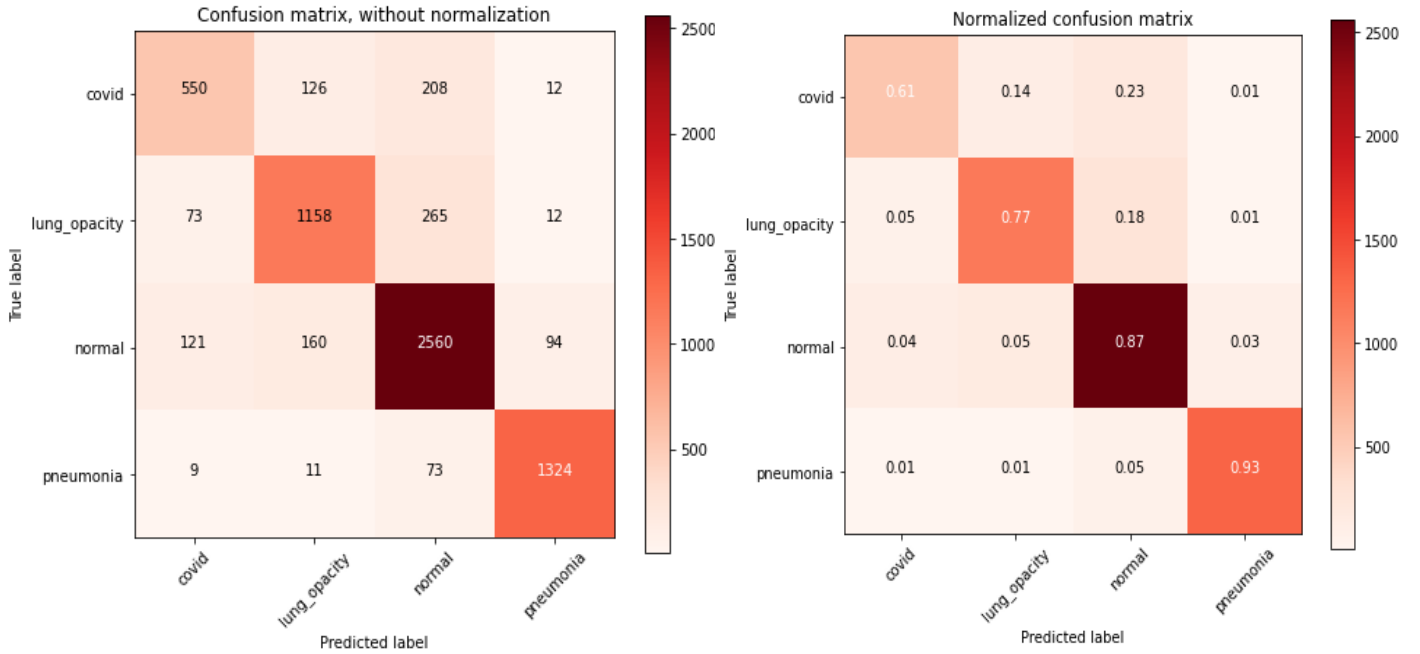 Confusion matrix, without normalization
True label
covid 550 126 208 12
lung_opacity 73 1158 265 12
normal 121 160 2560 94
pneumonia 9 11 73 1324
covid lung_opacity normal pneumonia
Predicted label
2500
2000
1500
1000
500
Normalized confusion matrix
True label
covid 0.61 0.14 0.23 0.01
lung_opacity 0.05 0.77 0.18 0.01
normal 0.04 0.05 0.87 0.03
pneumonia 0.01 0.01 0.05 0.93
covid lung_opacity normal pneumonia
Predicted label
2500
2000
1500
1000
500